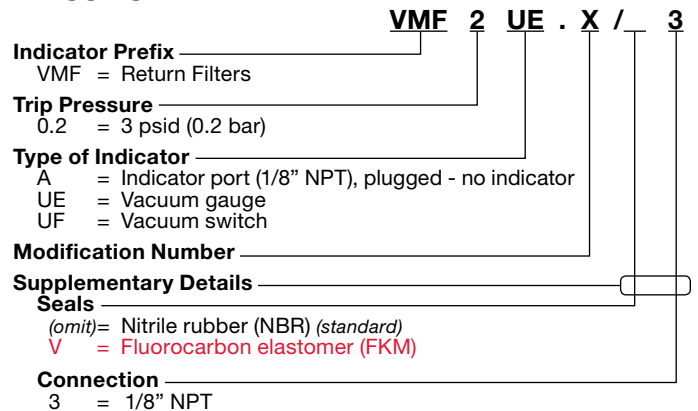 VMF 2 UE . X /_ 3
Indicator Prefix
VMF = Return Filters
Trip Pressure
0.2 = 3 psid (0.2 bar)
Type of Indicator
A = Indicator port (1/8” NPT), plugged - no indicator
UE = Vacuum gauge
UF = Vacuum switch
Modification Number
Supplementary Details
Seals
(omit)= Nitrile rubber (NBR) (standard)
V = Fluorocarbon elastomer (FKM)
Connection
3 = 1/8” NPT